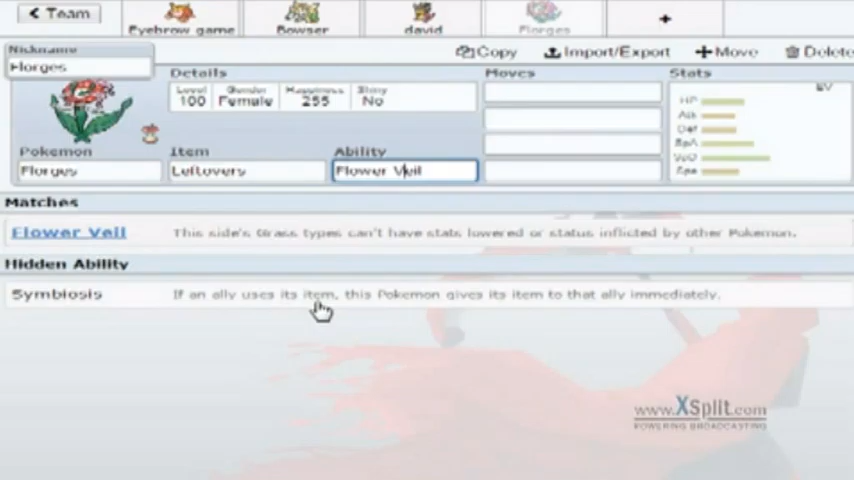 < Team
Eyebrow game
Bowser
david
Florges
+
Copy
Import/Export
Move
Delete
Nickname
Florges
Details
Level
100
Gender
Female
Happiness
255
Shiny
No
Moves
Stats
EV
HP
Atk
Def
SpA
SpD
Spe
Pokemon
Florges
Item
Leftovers
Ability
Flower Veil
Matches
Flower Veil This side's Grass types can't have stats lowered or status inflicted by other Pokemon.
Hidden Ability
Symbiosis If an ally uses its item, this Pokemon gives its item to that ally immediately.
www.XSplit.com
POWERING BROADCASTING